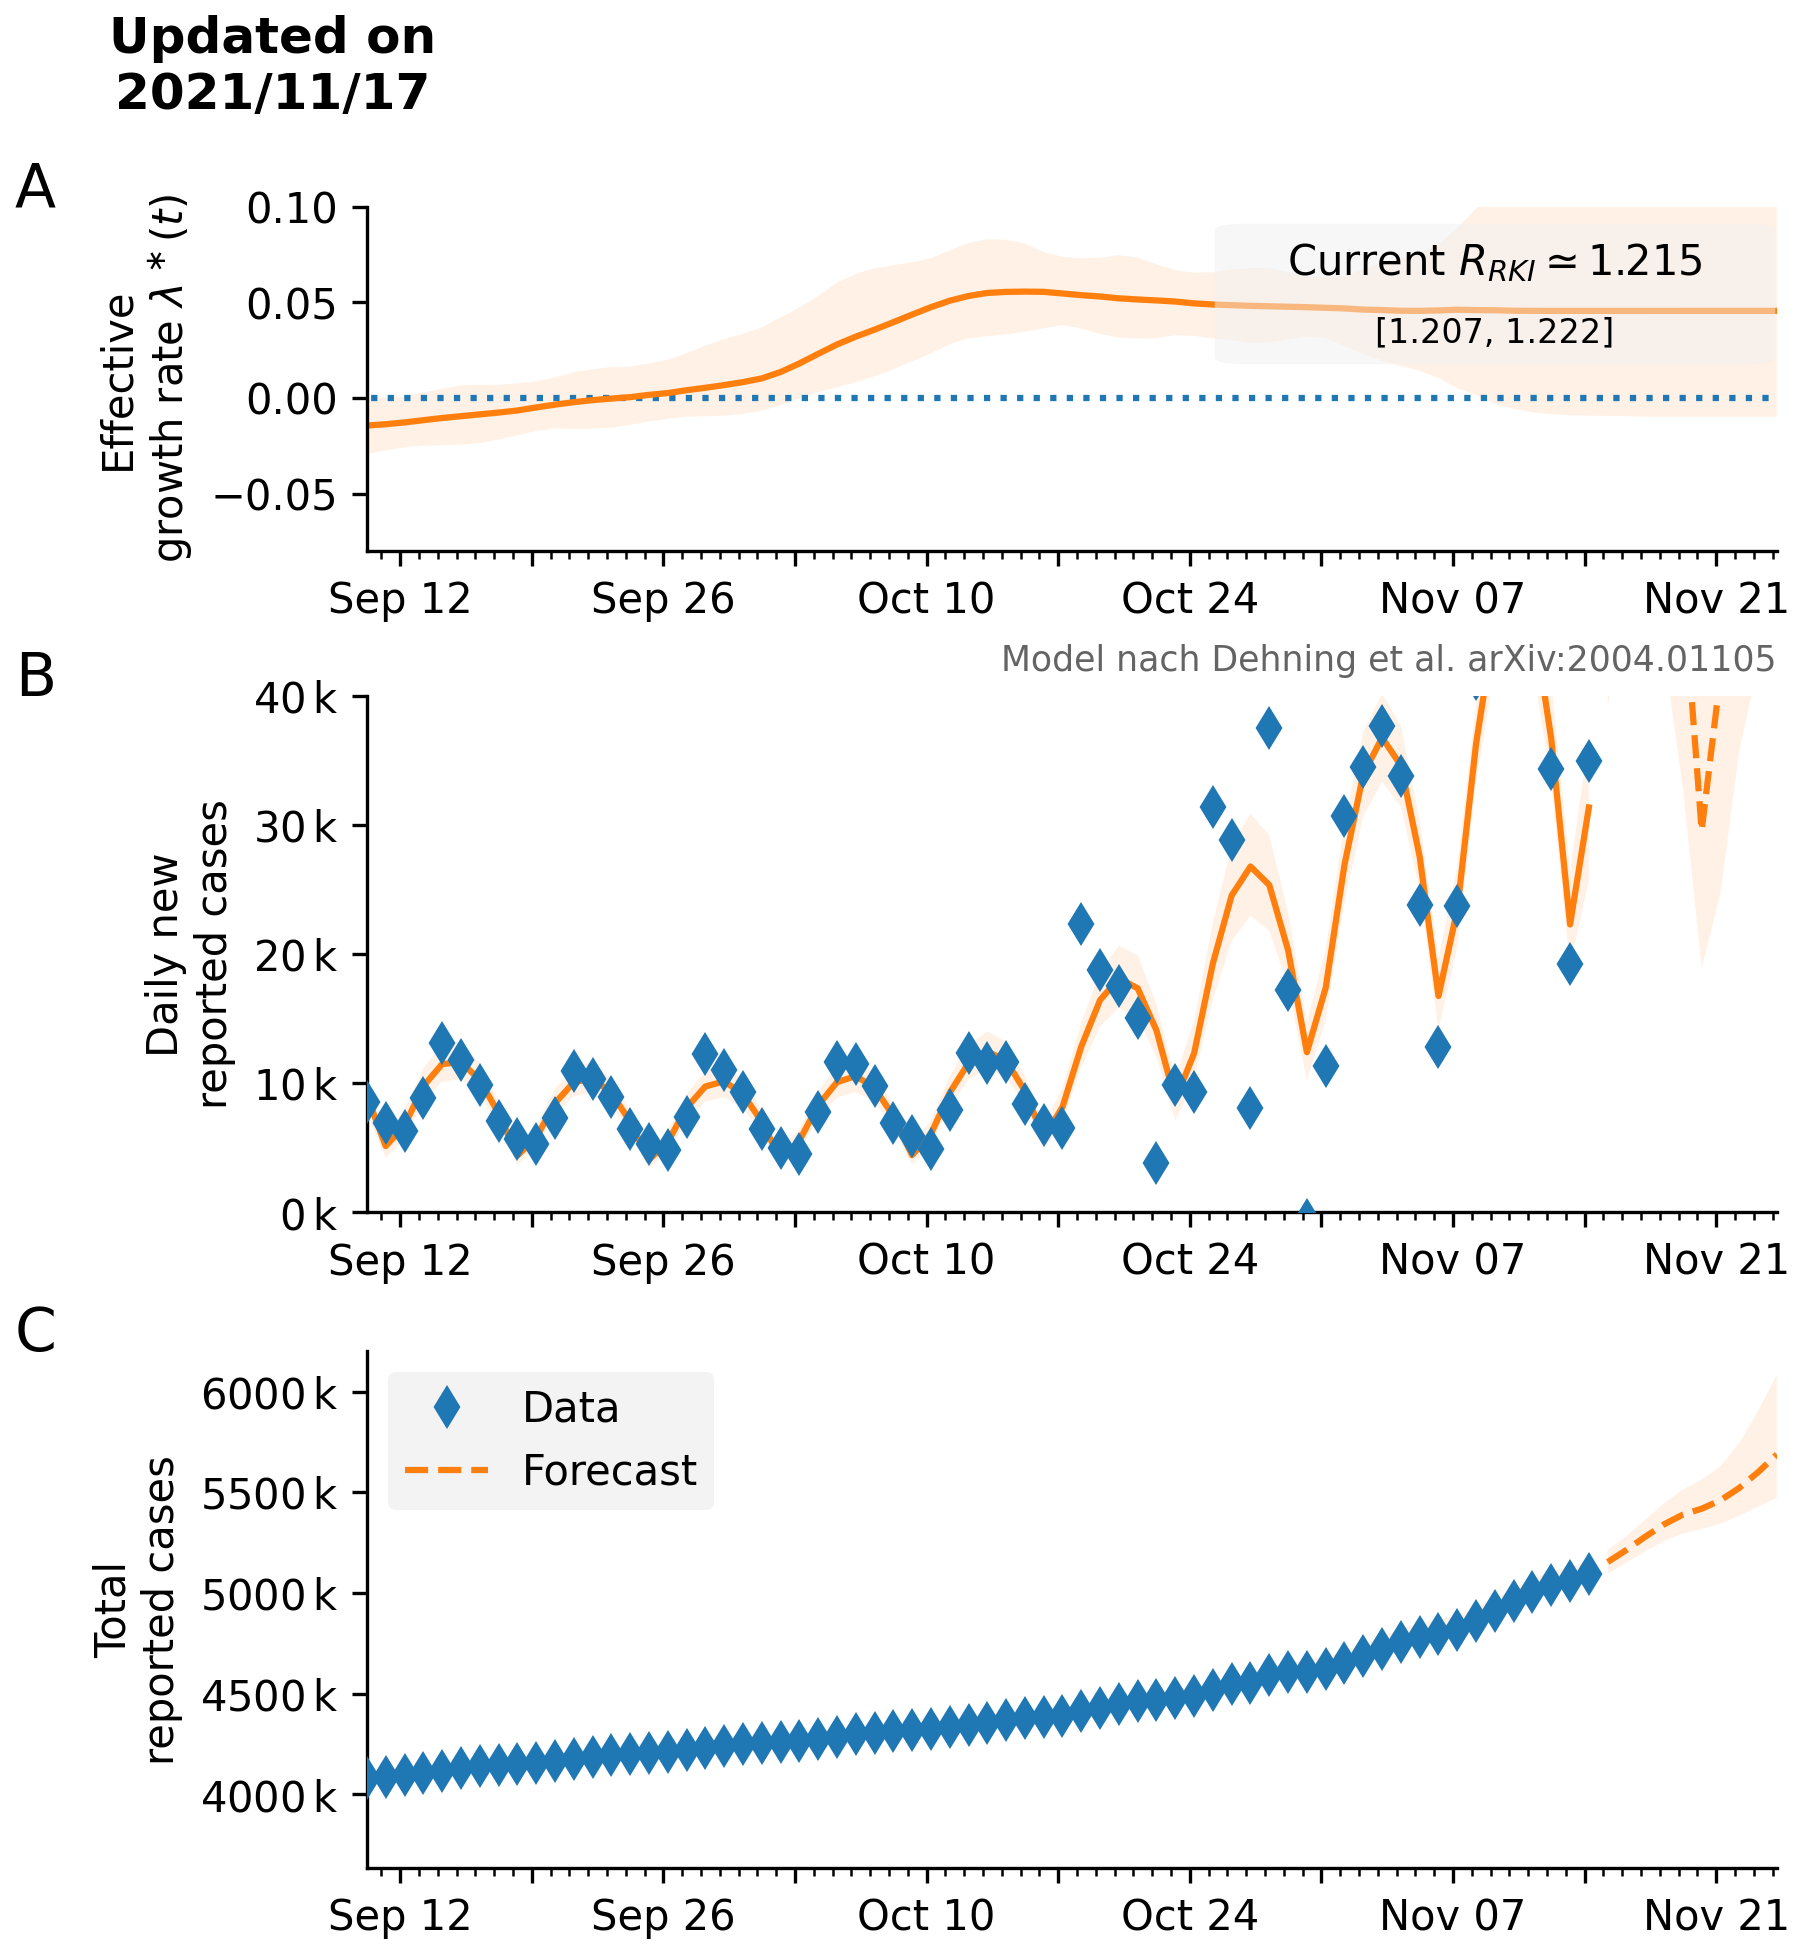 Updated on
2021/11/17
A
Effective
growth rate λ * (t)
0.10
0.05
0.00
−0.05
Current R_RKI ≃ 1.215
[1.207, 1.222]
Sep 12 Sep 26 Oct 10 Oct 24 Nov 07 Nov 21
B
Model nach Dehning et al. arXiv:2004.01105
Daily new
reported cases
40 k
30 k
20 k
10 k
0 k
Sep 12 Sep 26 Oct 10 Oct 24 Nov 07 Nov 21
C
Total
reported cases
6000 k
5500 k
5000 k
4500 k
4000 k
Data
Forecast
Sep 12 Sep 26 Oct 10 Oct 24 Nov 07 Nov 21